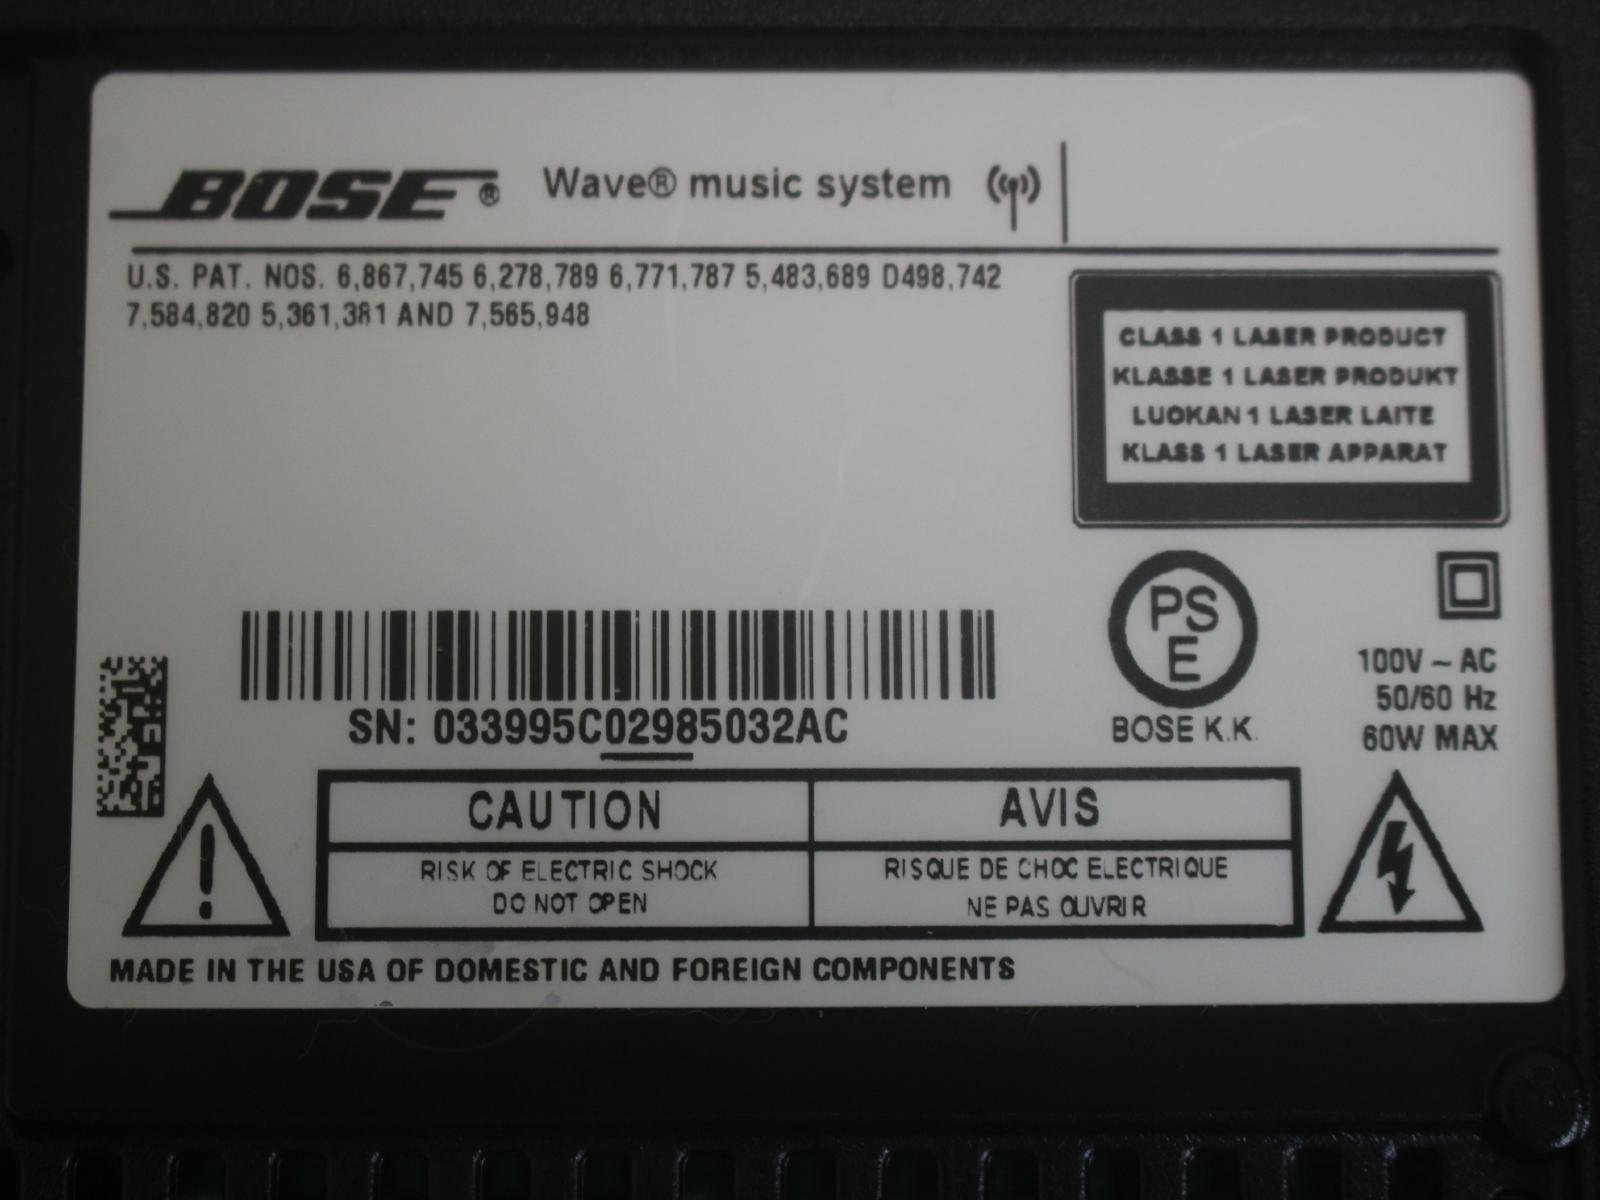 BOSE® Wave® music system
U.S. PAT. NOS. 6,867,745 6,278,789 6,771,787 5,483,689 D498,742
7,584,820 5,361,381 AND 7,565,948
CLASS 1 LASER PRODUCT
KLASSE 1 LASER PRODUKT
LUOKAN 1 LASER LAITE
KLASS 1 LASER APPARAT
PS
E
BOSE K.K.
100V ~ AC
50/60 Hz
60W MAX
SN: 033995C02985032AC
CAUTION
RISK OF ELECTRIC SHOCK
DO NOT OPEN
AVIS
RISQUE DE CHOC ELECTRIQUE
NE PAS OUVRIR
MADE IN THE USA OF DOMESTIC AND FOREIGN COMPONENTS